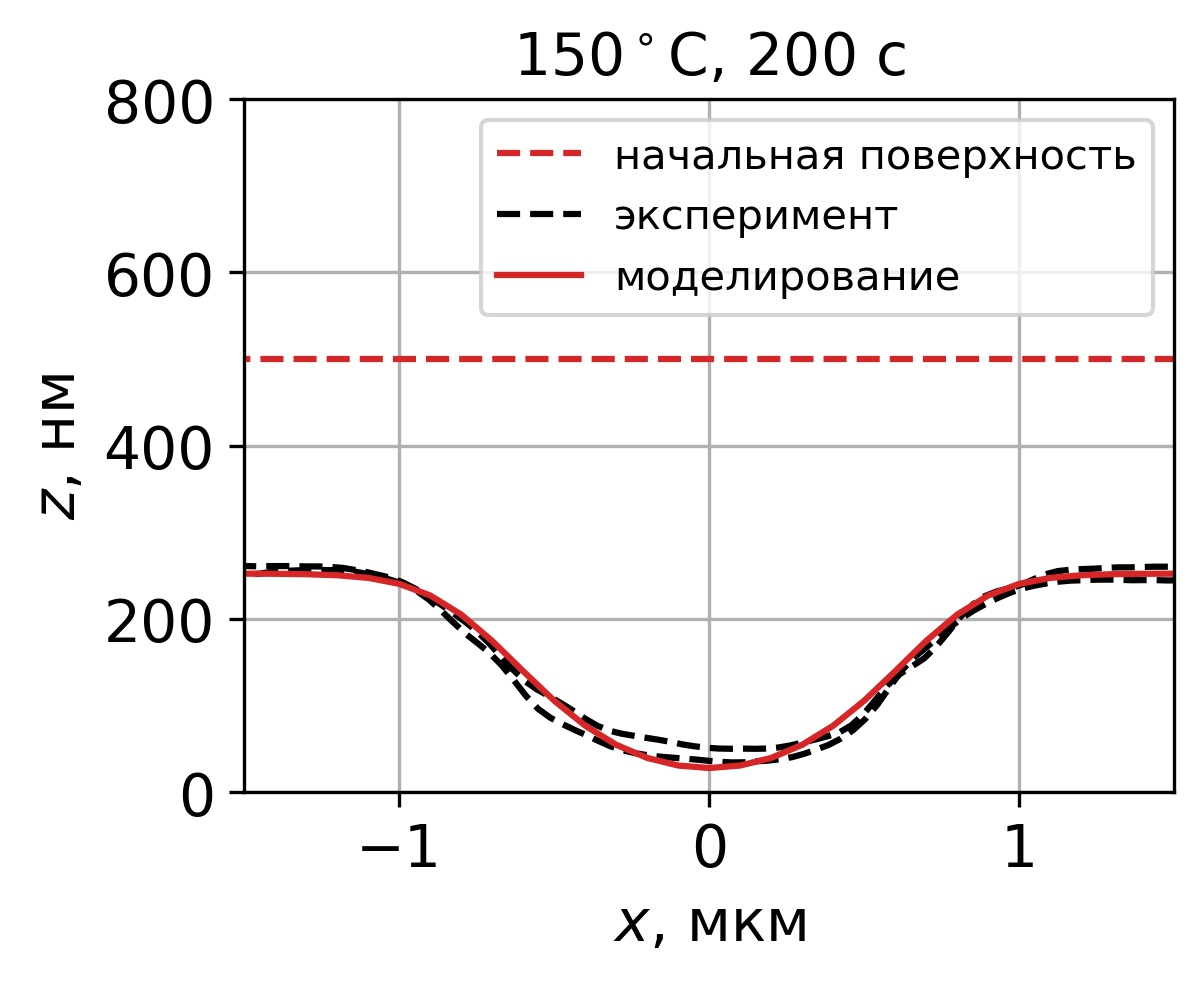 150°C, 200 с
800
начальная поверхность
эксперимент
моделирование
600
400
200
0
z, нм
−1
0
1
x, мкм